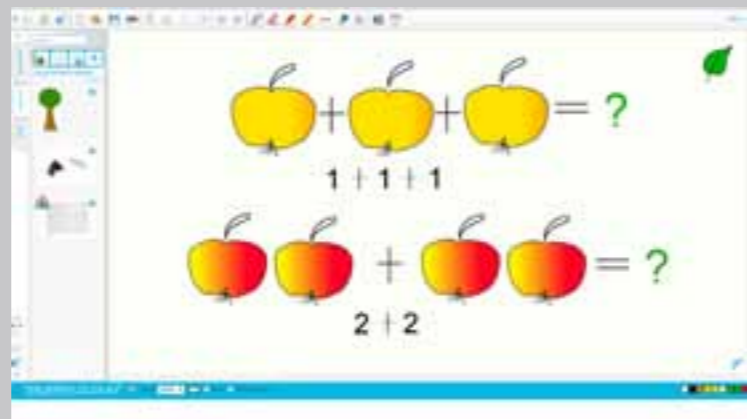 + + = ?
1 + 1 + 1
+ = ?
2 + 2